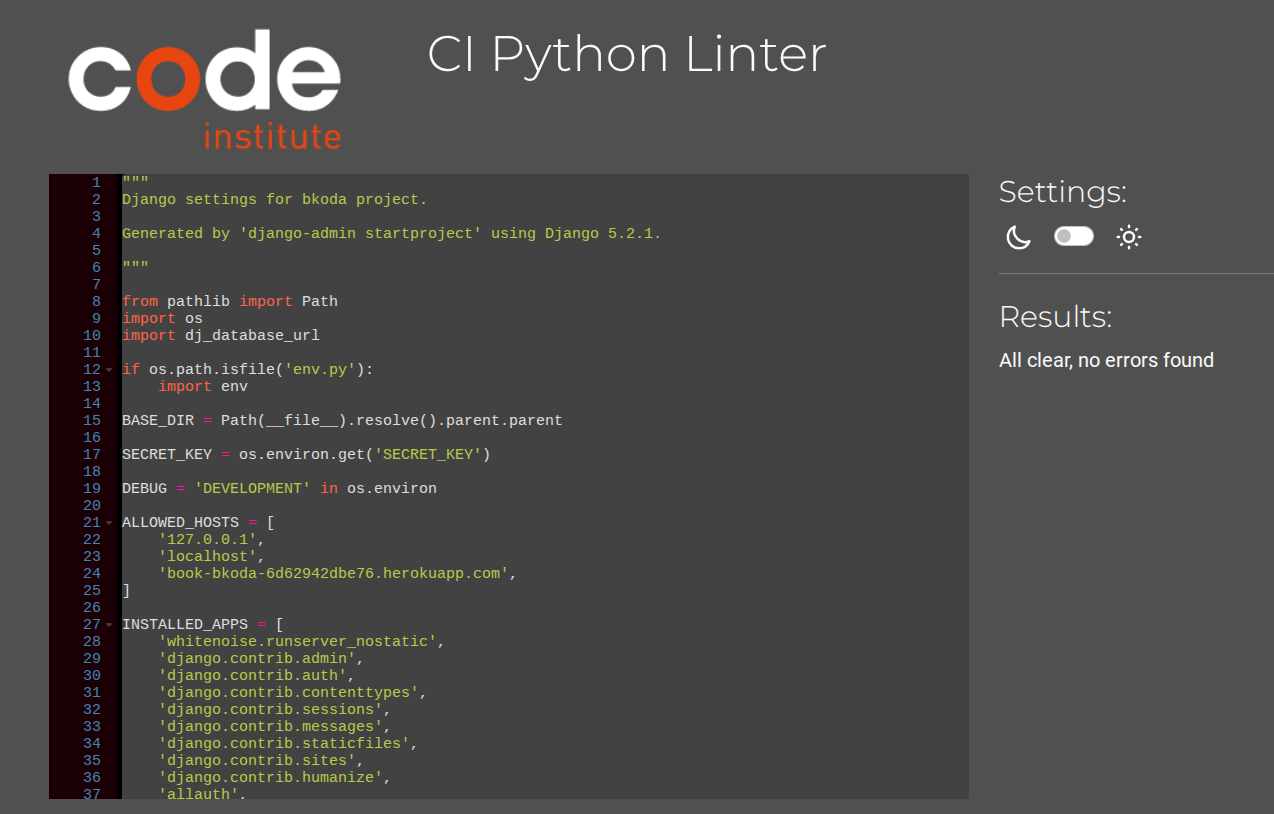 code
institute
CI Python Linter
1 """
2 Django settings for bkoda project.
3
4 Generated by 'django-admin startproject' using Django 5.2.1.
5
6 """
7
8 from pathlib import Path
9 import os
10 import dj_database_url
11
12 if os.path.isfile('env.py'):
13     import env
14
15 BASE_DIR = Path(__file__).resolve().parent.parent
16
17 SECRET_KEY = os.environ.get('SECRET_KEY')
18
19 DEBUG = 'DEVELOPMENT' in os.environ
20
21 ALLOWED_HOSTS = [
22     '127.0.0.1',
23     'localhost',
24     'book-bkoda-6d62942dbe76.herokuapp.com',
25 ]
26
27 INSTALLED_APPS = [
28     'whitenoise.runserver_nostatic',
29     'django.contrib.admin',
30     'django.contrib.auth',
31     'django.contrib.contenttypes',
32     'django.contrib.sessions',
33     'django.contrib.messages',
34     'django.contrib.staticfiles',
35     'django.contrib.sites',
36     'django.contrib.humanize',
37     'allauth',
Settings:
Results:
All clear, no errors found